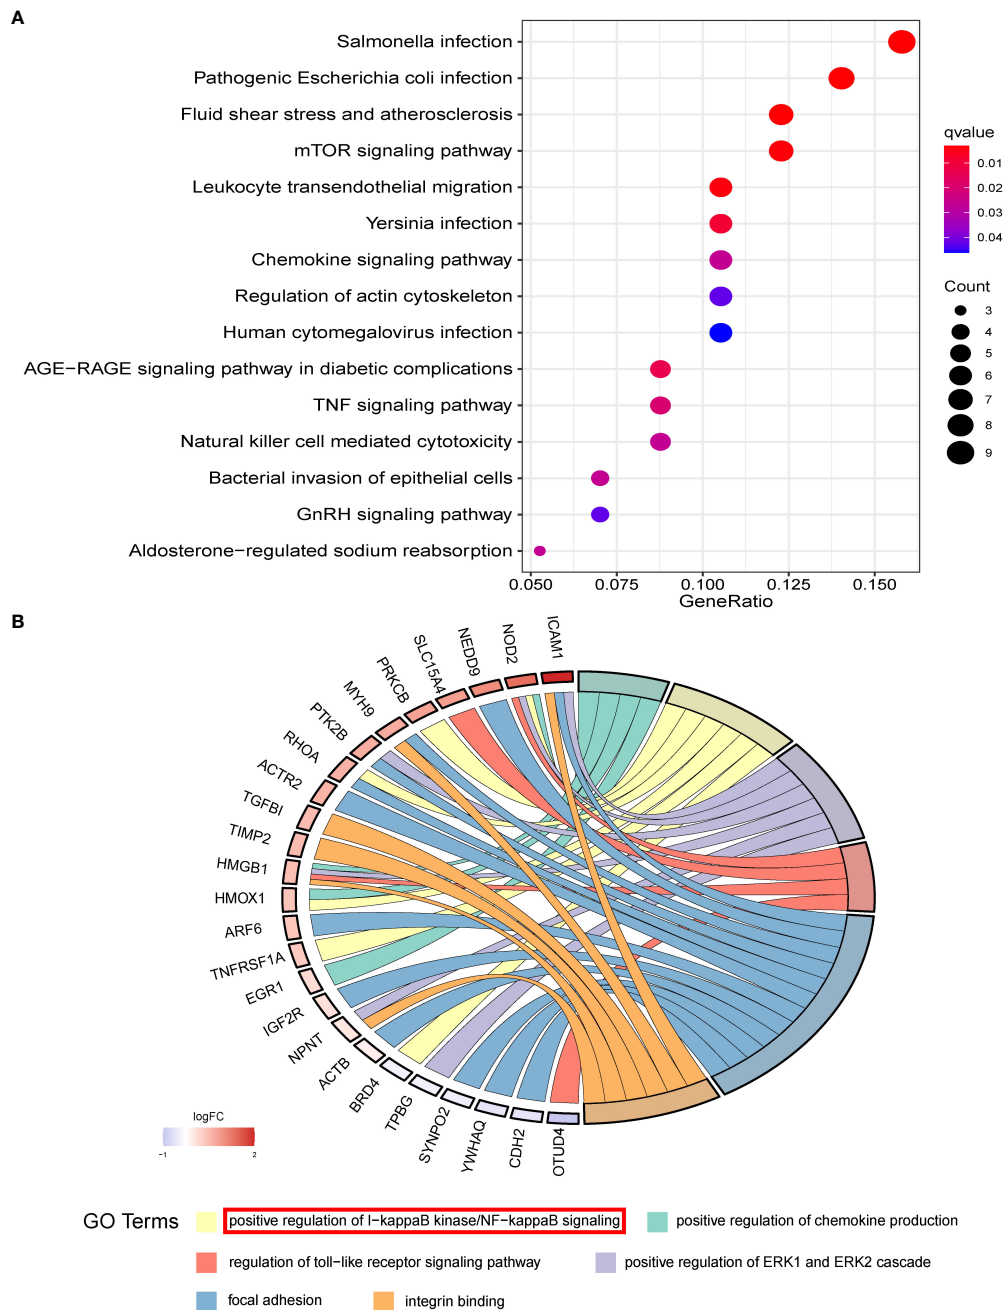 A
Salmonella infection
Pathogenic Escherichia coli infection
Fluid shear stress and atherosclerosis
mTOR signaling pathway
Leukocyte transendothelial migration
Yersinia infection
Chemokine signaling pathway
Regulation of actin cytoskeleton
Human cytomegalovirus infection
AGE−RAGE signaling pathway in diabetic complications
TNF signaling pathway
Natural killer cell mediated cytotoxicity
Bacterial invasion of epithelial cells
GnRH signaling pathway
Aldosterone−regulated sodium reabsorption
0.050 0.075 0.100 0.125 0.150
GeneRatio
qvalue
0.01
0.02
0.03
0.04
Count
3
4
5
6
7
8
9
B
ICAM1
NOD2
NEDD9
SLC15A4
PRKCB
MYH9
PTK2B
RHOA
ACTR2
TGFBI
TIMP2
HMGB1
HMOX1
ARF6
TNFRSF1A
EGR1
IGF2R
NPNT
ACTB
BRD4
TPBG
SYNPO2
YWHAQ
CDH2
OTUD4
logFC
−1 2
GO Terms
positive regulation of I−kappaB kinase/NF−kappaB signaling
positive regulation of chemokine production
regulation of toll−like receptor signaling pathway
positive regulation of ERK1 and ERK2 cascade
focal adhesion
integrin binding